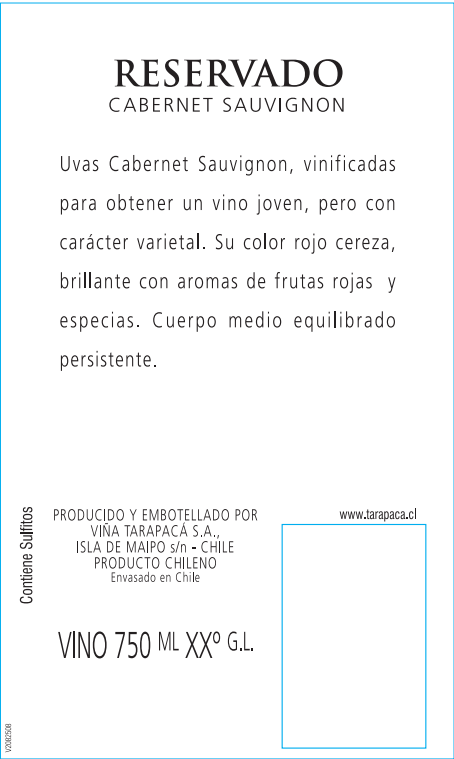 RESERVADO
CABERNET SAUVIGNON
Uvas Cabernet Sauvignon, vinificadas
para obtener un vino joven, pero con
carácter varietal. Su color rojo cereza,
brillante con aromas de frutas rojas y
especias. Cuerpo medio equilibrado
persistente.
Contiene Sulfitos
PRODUCIDO Y EMBOTELLADO POR
VIÑA TARAPACÁ S.A.,
ISLA DE MAIPO s/n - CHILE
PRODUCTO CHILENO
Envasado en Chile
www.tarapaca.cl
VINO 750 ML XXº G.L.